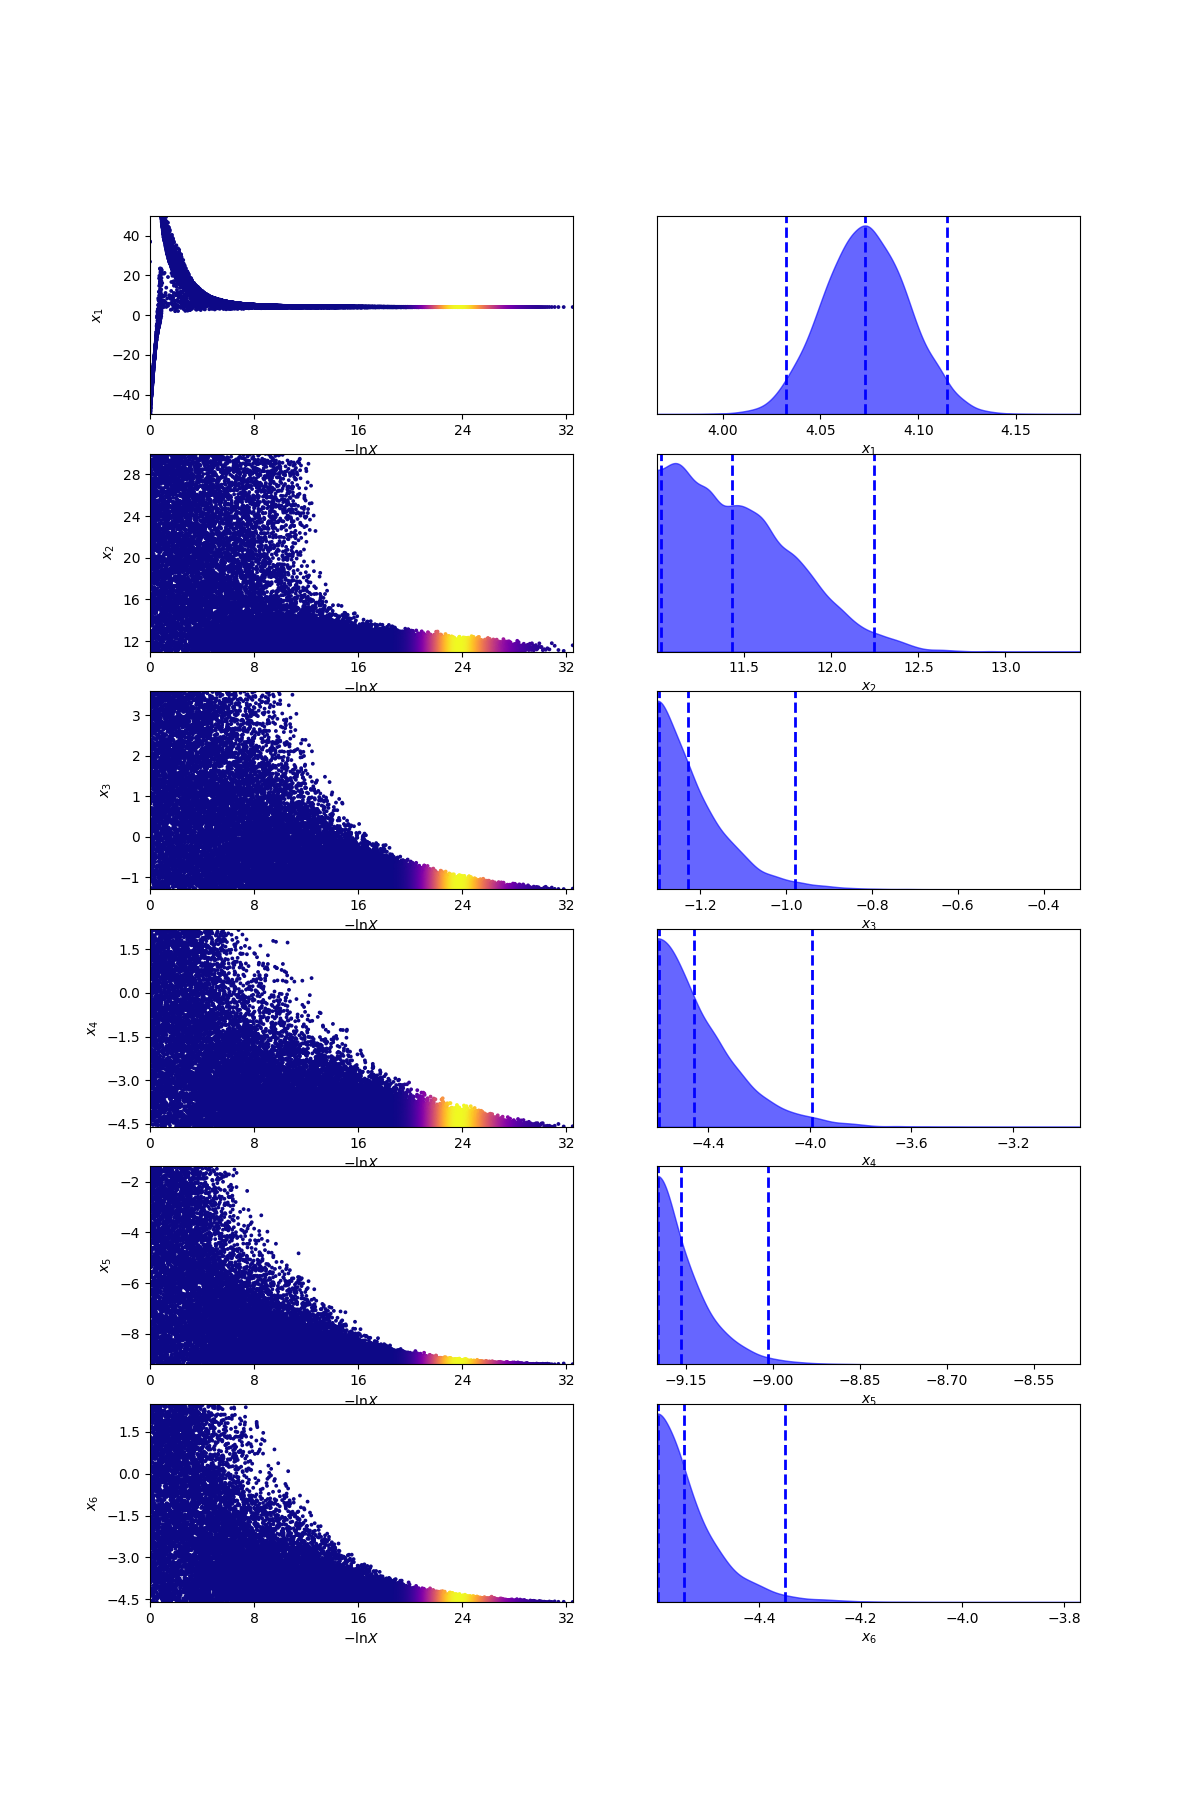 40
20
0
−20
−40
x₁
0 8 16 24 32
−lnX
4.00 4.05 4.10 4.15
x₁
28
24
20
16
12
x₂
0 8 16 24 32
−lnX
11.5 12.0 12.5 13.0
x₂
3
2
1
0
−1
x₃
0 8 16 24 32
−lnX
−1.2 −1.0 −0.8 −0.6 −0.4
x₃
1.5
0.0
−1.5
−3.0
−4.5
x₄
0 8 16 24 32
−lnX
−4.4 −4.0 −3.6 −3.2
x₄
−2
−4
−6
−8
x₅
0 8 16 24 32
−lnX
−9.15 −9.00 −8.85 −8.70 −8.55
x₅
1.5
0.0
−1.5
−3.0
−4.5
x₆
0 8 16 24 32
−lnX
−4.4 −4.2 −4.0 −3.8
x₆